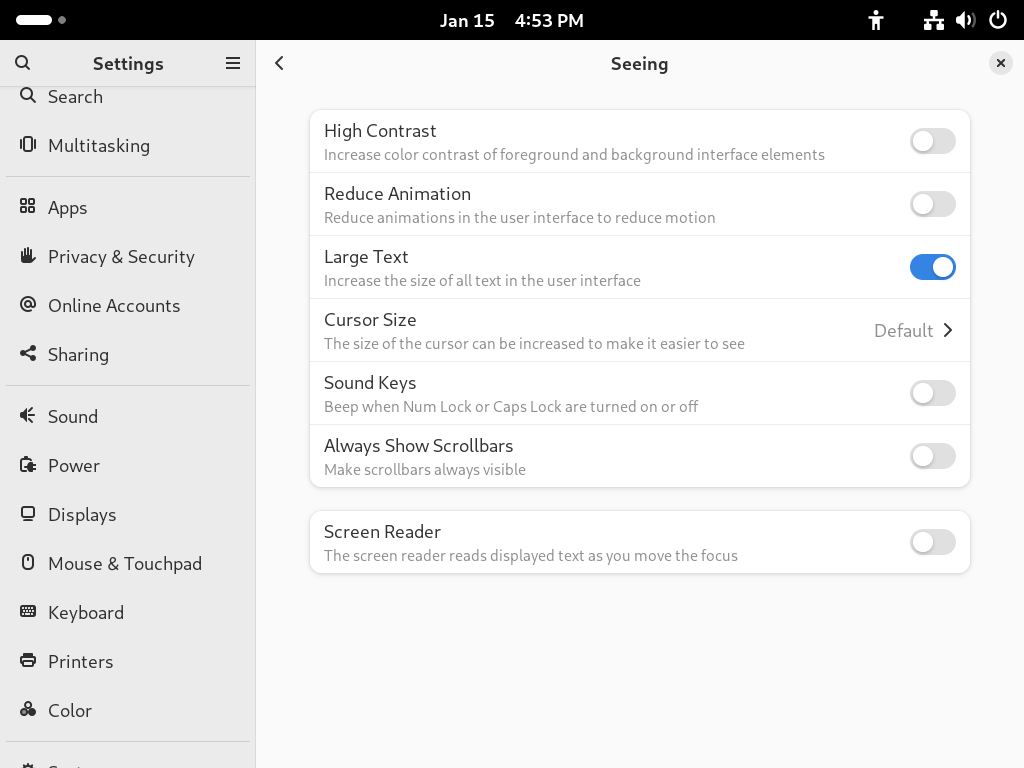 Jan 15 4:53 PM
Settings
Search
Multitasking
Apps
Privacy & Security
Online Accounts
Sharing
Sound
Power
Displays
Mouse & Touchpad
Keyboard
Printers
Color
Seeing
High Contrast
Increase color contrast of foreground and background interface elements
Reduce Animation
Reduce animations in the user interface to reduce motion
Large Text
Increase the size of all text in the user interface
Cursor Size
The size of the cursor can be increased to make it easier to see
Default
Sound Keys
Beep when Num Lock or Caps Lock are turned on or off
Always Show Scrollbars
Make scrollbars always visible
Screen Reader
The screen reader reads displayed text as you move the focus